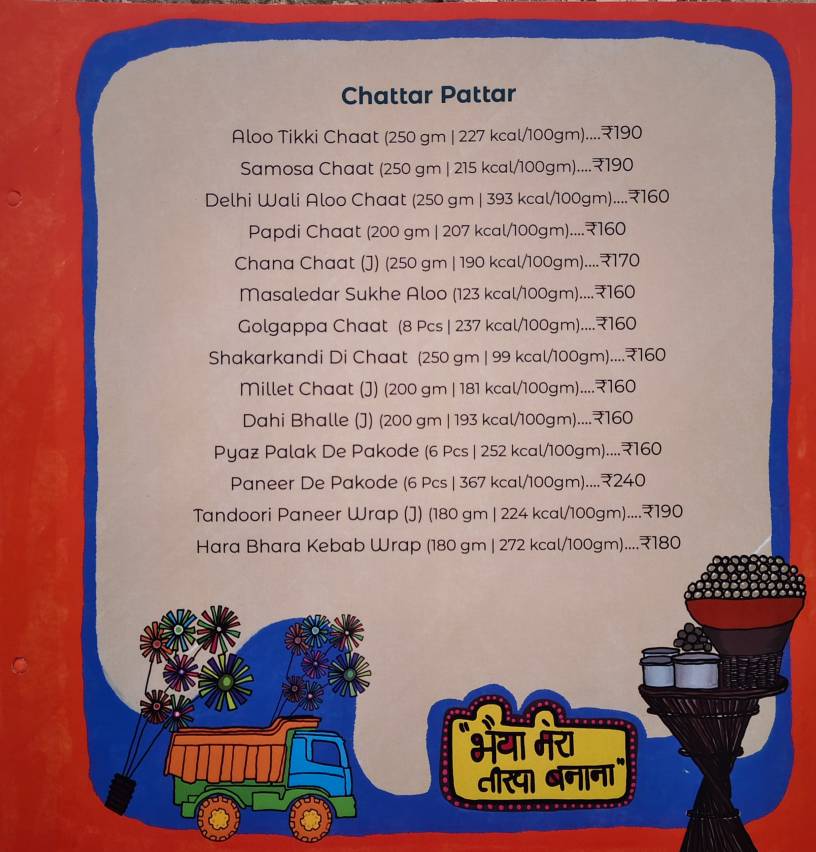 Chattar Pattar
Aloo Tikki Chaat (250 gm | 227 kcal/100gm)....₹190
Samosa Chaat (250 gm | 215 kcal/100gm)....₹190
Delhi Wali Aloo Chaat (250 gm | 393 kcal/100gm)....₹160
Papdi Chaat (200 gm | 207 kcal/100gm)....₹160
Chana Chaat (J) (250 gm | 190 kcal/100gm)....₹170
Masaledar Sukhe Aloo (123 kcal/100gm)....₹160
Golgappa Chaat (8 Pcs | 237 kcal/100gm)....₹160
Shakarkandi Di Chaat (250 gm | 99 kcal/100gm)....₹160
Millet Chaat (J) (200 gm | 181 kcal/100gm)....₹160
Dahi Bhalle (J) (200 gm | 193 kcal/100gm)....₹160
Pyaz Palak De Pakode (6 Pcs | 252 kcal/100gm)....₹160
Paneer De Pakode (6 Pcs | 367 kcal/100gm)....₹240
Tandoori Paneer Wrap (J) (180 gm | 224 kcal/100gm)....₹190
Hara Bhara Kebab Wrap (180 gm | 272 kcal/100gm)....₹180
"भैया मेरा
तीखा बनाना"